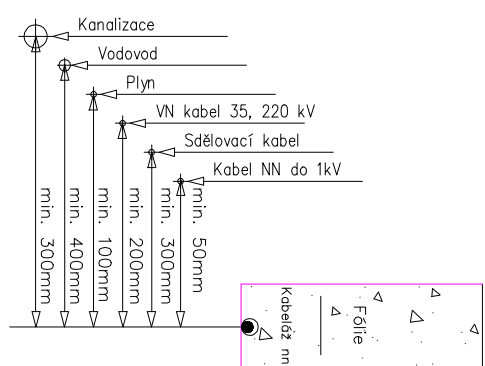 Kanalizace
Vodovod
Plyn
VN kabel 35, 220 kV
Sdělovací kabel
Kabel NN do 1kV
min. 300mm
min. 400mm
min. 100mm
min. 200mm
min. 300mm
min. 50mm
Kabeláž nn
Fólie